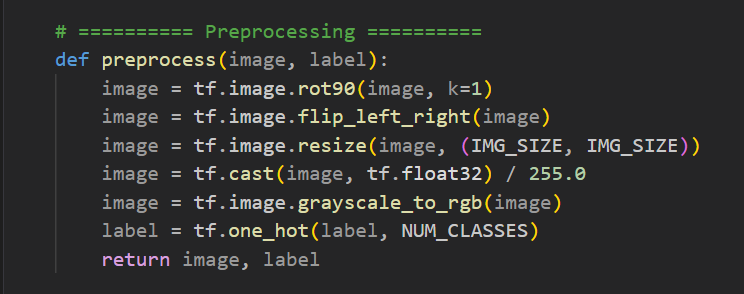 # ========== Preprocessing ==========
def preprocess(image, label):
    image = tf.image.rot90(image, k=1)
    image = tf.image.flip_left_right(image)
    image = tf.image.resize(image, (IMG_SIZE, IMG_SIZE))
    image = tf.cast(image, tf.float32) / 255.0
    image = tf.image.grayscale_to_rgb(image)
    label = tf.one_hot(label, NUM_CLASSES)
    return image, label